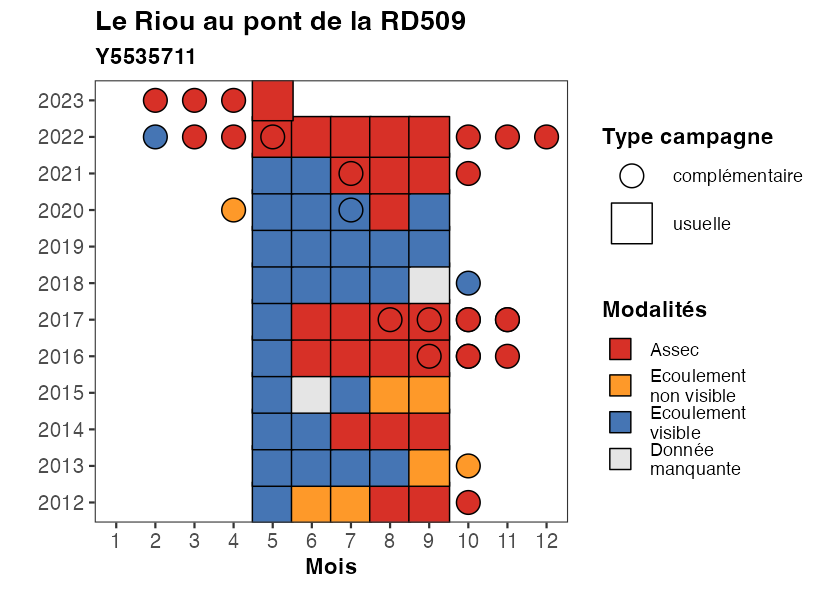 Le Riou au pont de la RD509
Y5535711
2023
2022
2021
2020
2019
2018
2017
2016
2015
2014
2013
2012
1 2 3 4 5 6 7 8 9 10 11 12
Mois
Type campagne
complémentaire
usuelle
Modalités
Assec
Ecoulement
non visible
Ecoulement
visible
Donnée
manquante